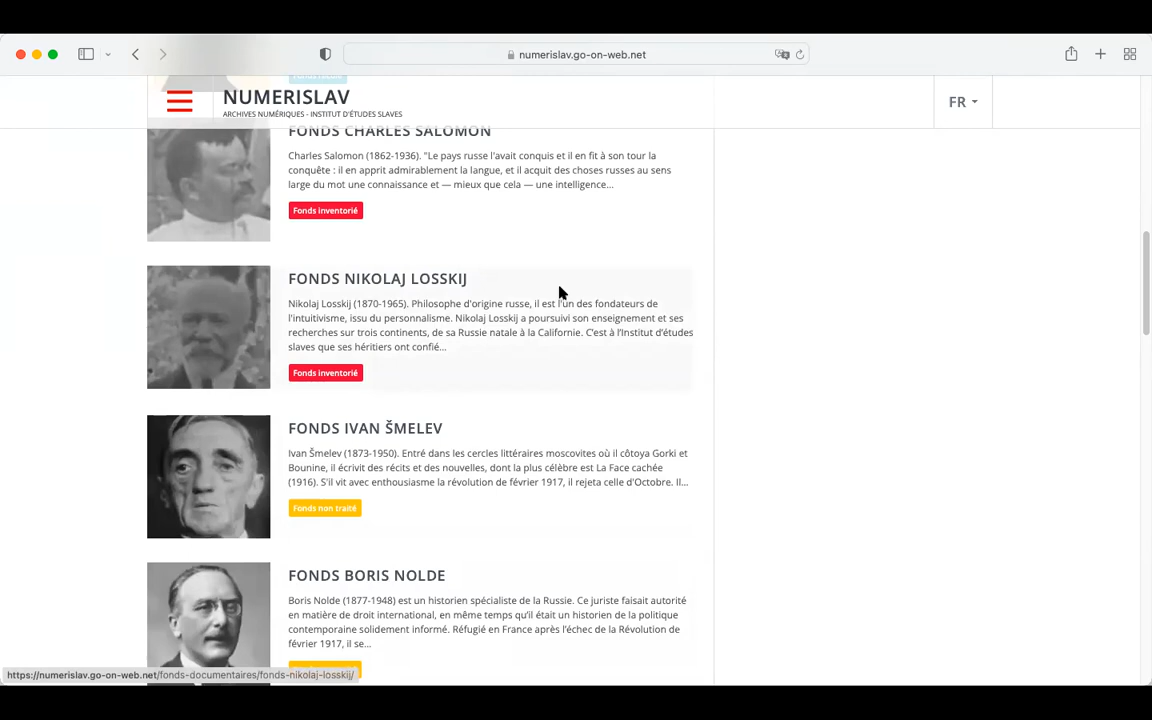 numerislav.go-on-web.net
NUMERISLAV
ARCHIVES NUMÉRIQUES - INSTITUT D'ÉTUDES SLAVES
FR
FONDS CHARLES SALOMON
Charles Salomon (1862-1936). "Le pays russe l'avait conquis et il en fit à son tour la
conquête : il en apprit admirablement la langue, et il acquit des choses russes au sens
large du mot une connaissance et — mieux que cela — une intelligence...
Fonds inventorié
FONDS NIKOLAJ LOSSKIJ
Nikolaj Losskij (1870-1965). Philosophe d'origine russe, il est l'un des fondateurs de
l'intuitivisme, issu du personnalisme. Nikolaj Losskij a poursuivi son enseignement et ses
recherches sur trois continents, de sa Russie natale à la Californie. C'est à l'Institut d'études
slaves que ses héritiers ont confié...
Fonds inventorié
FONDS IVAN ŠMELEV
Ivan Šmelev (1873-1950). Entré dans les cercles littéraires moscovites où il côtoya Gorki et
Bounine, il écrivit des récits et des nouvelles, dont la plus célèbre est La Face cachée
(1916). S'il vit avec enthousiasme la révolution de février 1917, il rejeta celle d'Octobre. Il...
Fonds non traité
FONDS BORIS NOLDE
Boris Nolde (1877-1948) est un historien spécialiste de la Russie. Ce juriste faisait autorité
en matière de droit international, en même temps qu'il était un historien de la politique
contemporaine solidement informé. Réfugié en France après l'échec de la Révolution de
février 1917, il se...
https://numerislav.go-on-web.net/fonds-documentaires/fonds-nikolaj-losskij/